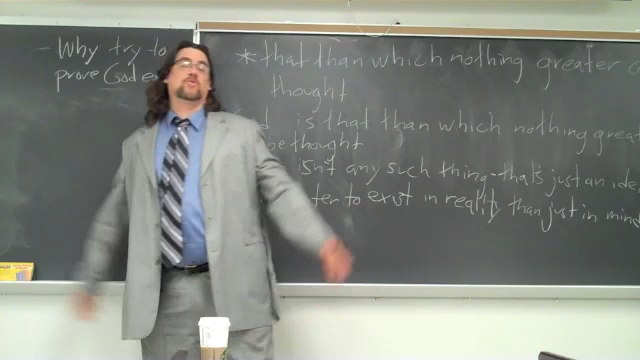 - Why try to
prove God
* that than which nothing greater
thought
is that than which nothing great
be thought
isn't any such thing - that's just an idea
to exist in reality than just in mind